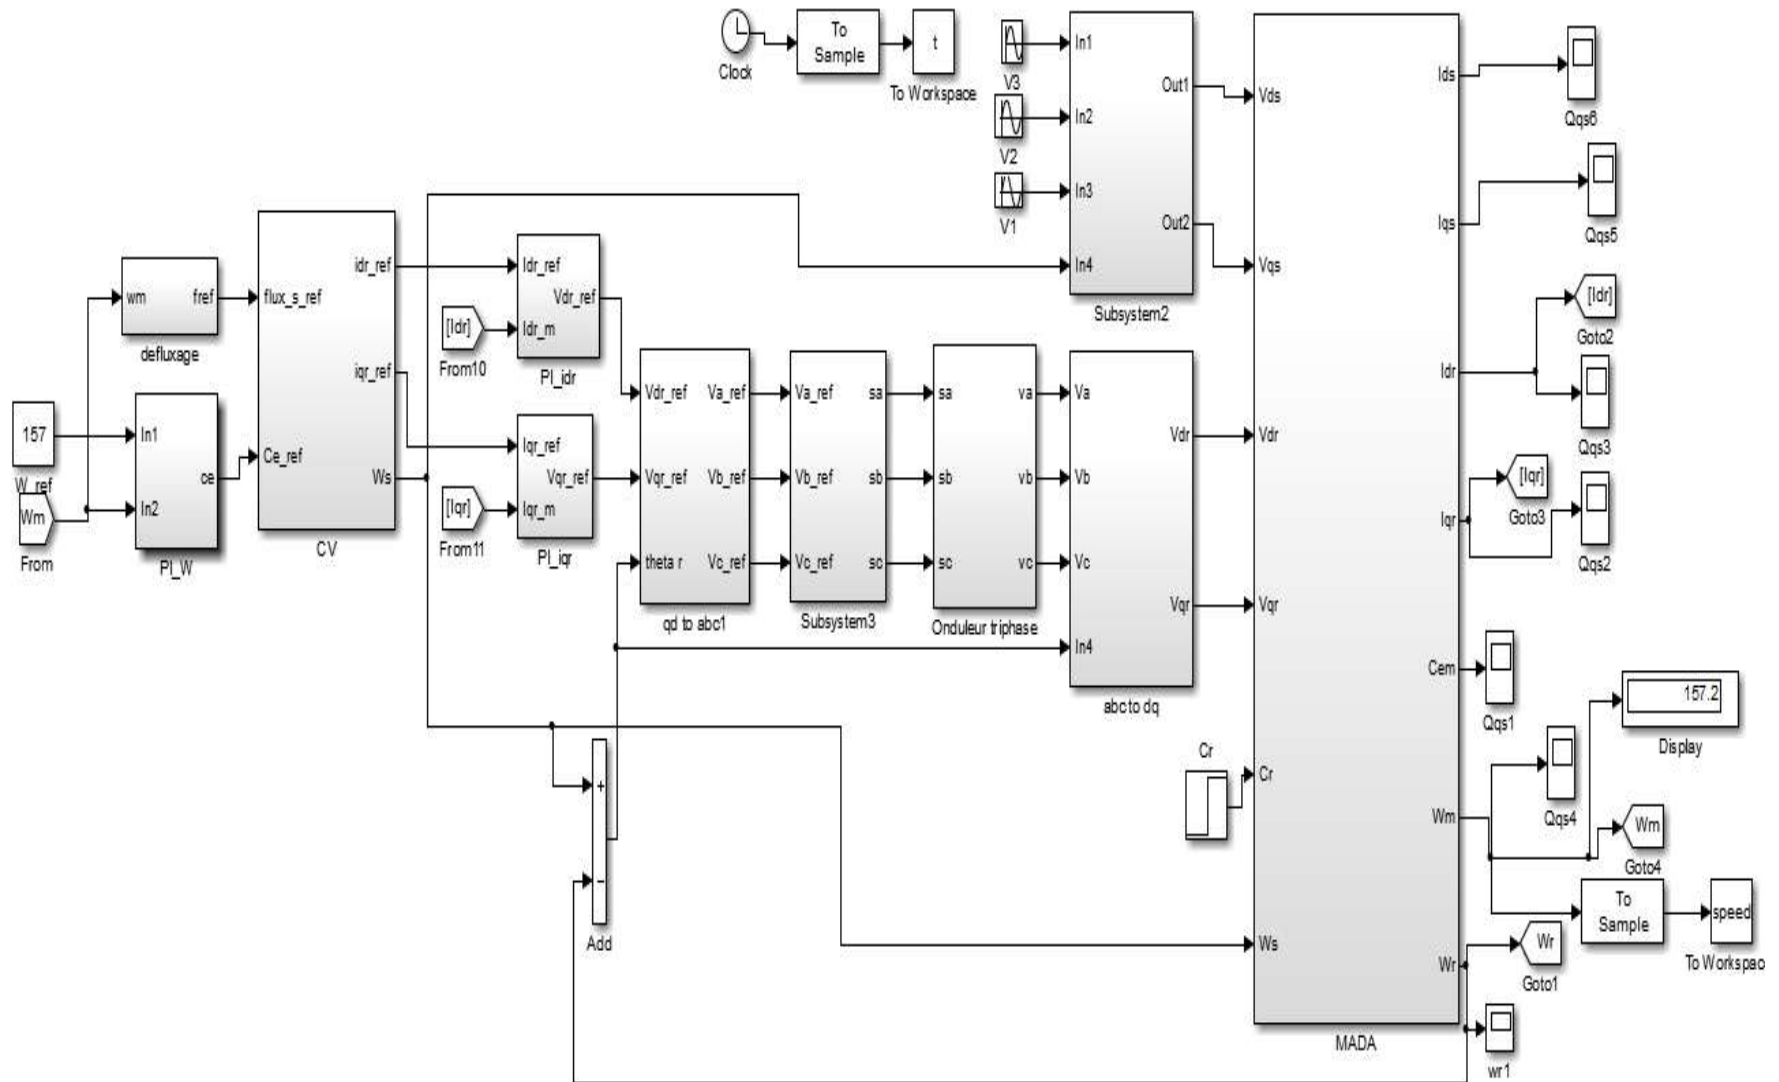 Clock
To
Sample
t
To Workspace
V3
V2
V1
In1
In2
In3
In4
Out1
Out2
Subsystem2
wm
fref
defluxage
157
W_ref
Wm
From
In1
In2
ce
PI_W
flux_s_ref
Ce_ref
idr_ref
iqr_ref
Ws
CV
[Idr]
From10
Idr_ref
Idr_m
Vdr_ref
PI_idr
[Iqr]
From11
Iqr_ref
Iqr_m
Vqr_ref
PI_iqr
Vdr_ref
Vqr_ref
theta r
Va_ref
Vb_ref
Vc_ref
qd to abc1
Va_ref
Vb_ref
Vc_ref
sa
sb
sc
Subsystem3
sa
sb
sc
va
vb
vc
Onduleur triphase
Va
Vb
Vc
In4
Vdr
Vqr
abc to dq
+
−
Add
Cr
Vds
Vqs
Vdr
Vqr
Cr
Ws
Ids
Iqs
Idr
Iqr
Cem
Wm
Wr
MADA
Qqs6
Qqs5
[Idr]
Goto2
Qqs3
[Iqr]
Goto3
Qqs2
Qqs1
157.2
Display
Qqs4
Wm
Goto4
To
Sample
speed
To Workspac
Wr
Goto1
wr1